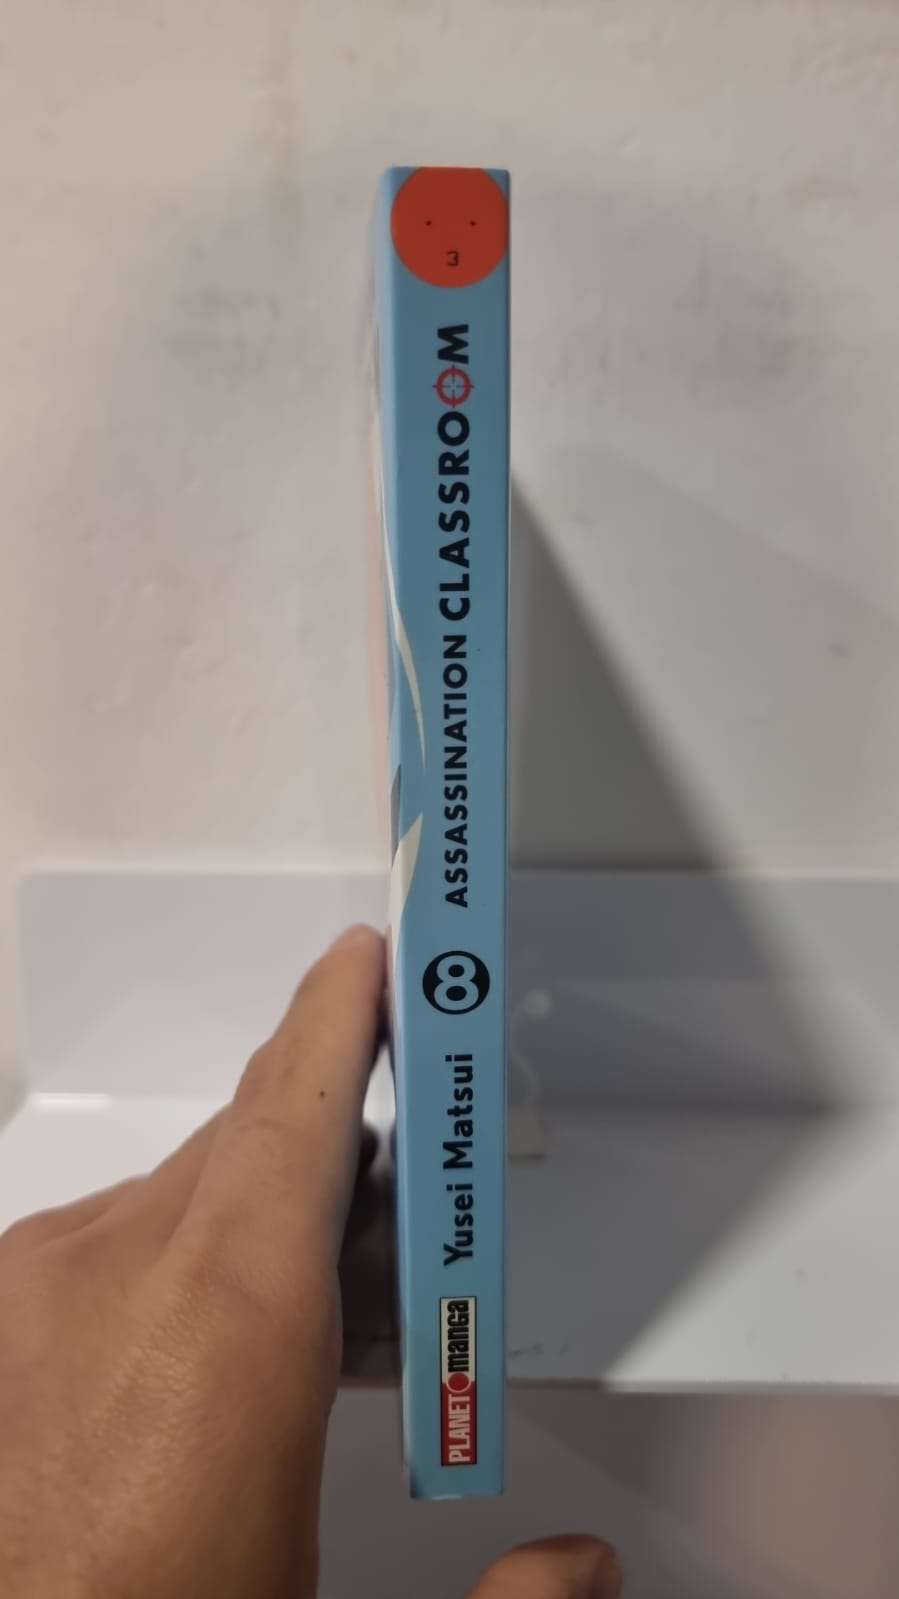 3
ASSASSINATION CLASSROOM
8
Yusei Matsui
PLANET manga